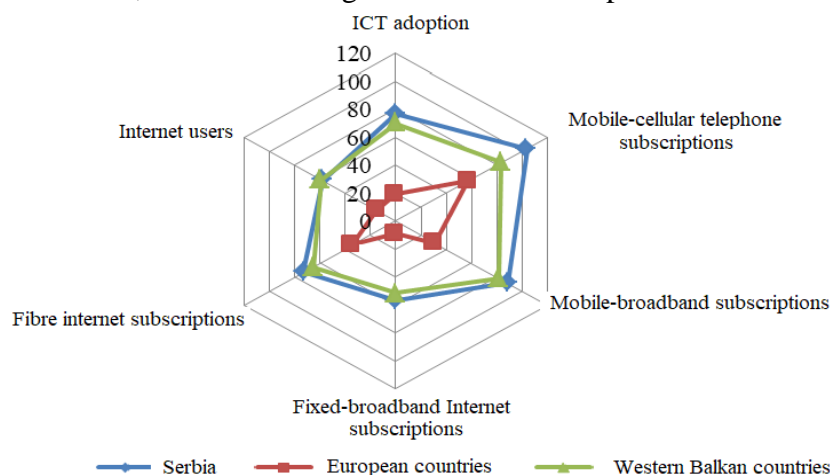 ICT adoption
120
100
80
60
40
20
0
Mobile-cellular telephone
subscriptions
Internet users
Mobile-broadband subscriptions
Fibre internet subscriptions
Fixed-broadband Internet
subscriptions
Serbia
European countries
Western Balkan countries